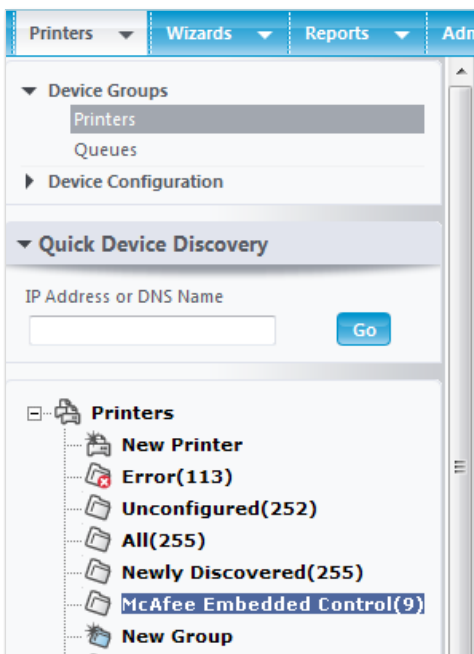 Printers Wizards Reports Adm
Device Groups
Printers
Queues
Device Configuration
Quick Device Discovery
IP Address or DNS Name
Go
Printers
New Printer
Error(113)
Unconfigured(252)
All(255)
Newly Discovered(255)
McAfee Embedded Control(9)
New Group